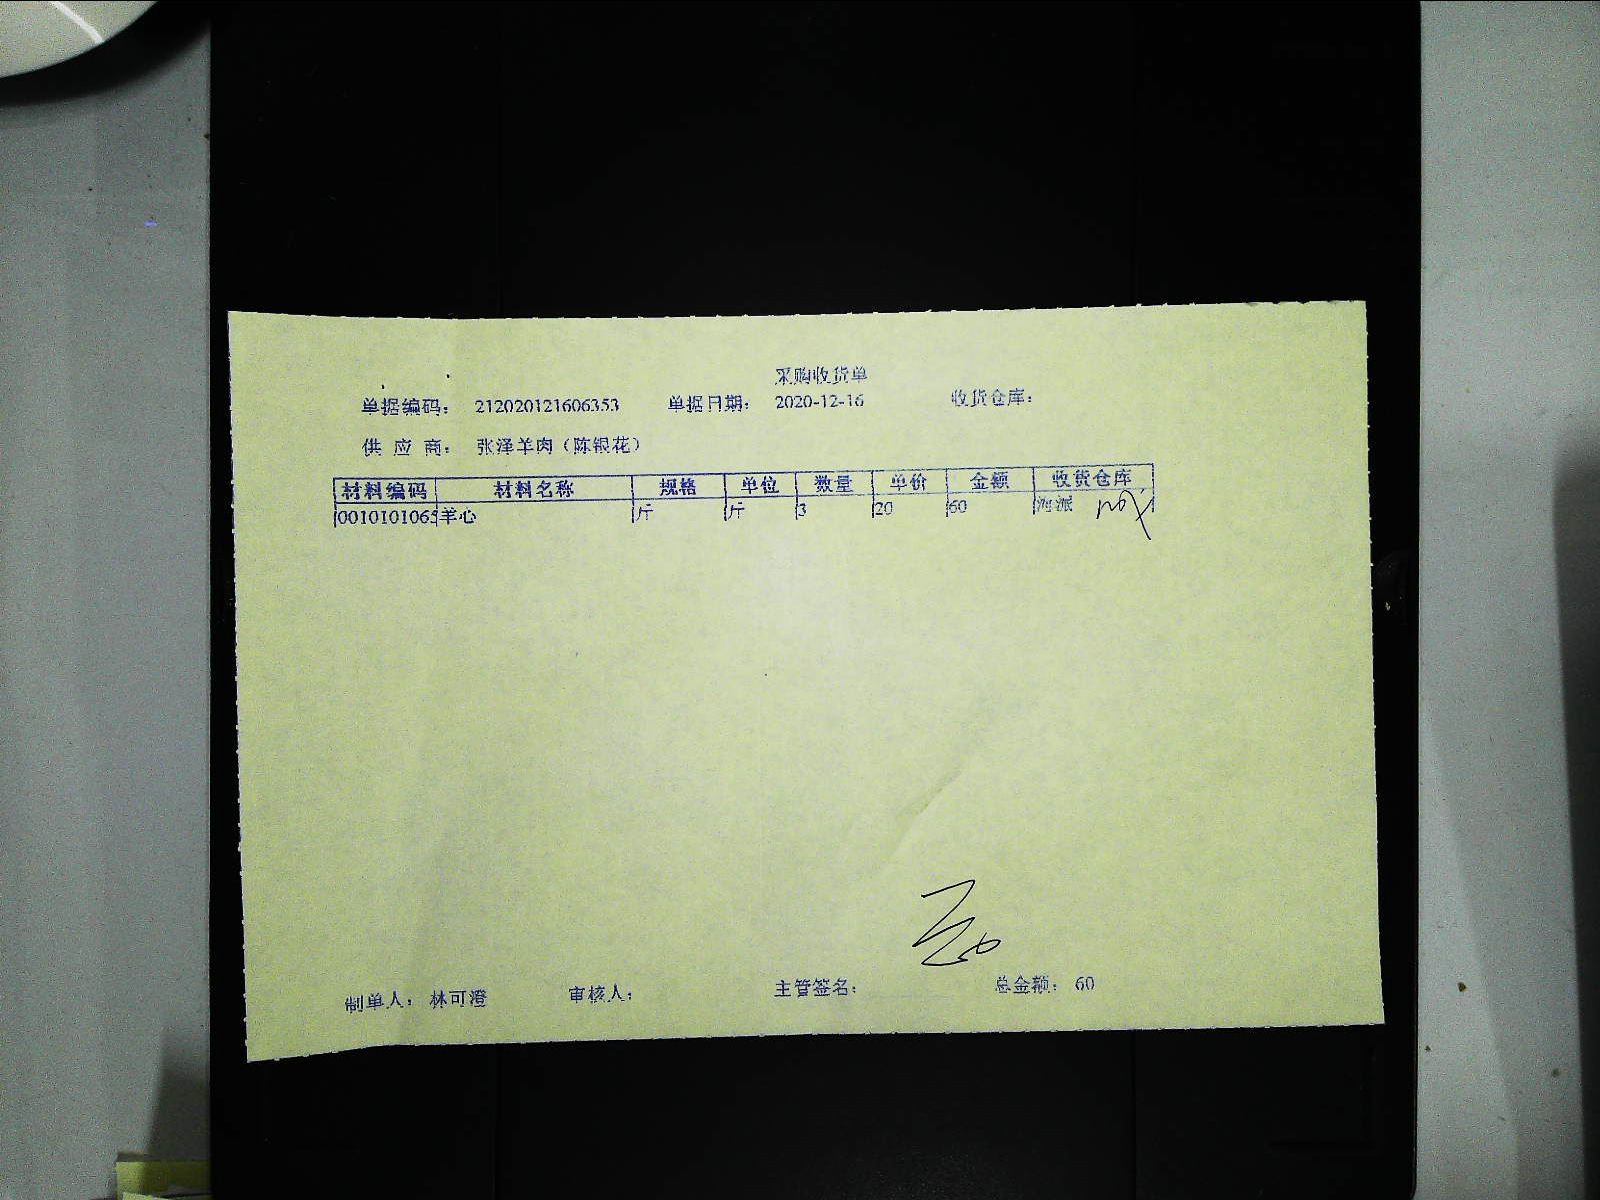 采购收货单
单据编码： 212020121606353 单据日期： 2020-12-16 收货仓库：
供 应 商： 张泽羊肉（陈银花）
材料编码 材料名称 规格 单位 数量 单价 金额 收货仓库
0010101065 羊心 斤 斤 3 20 60 海派
制单人： 林可澄 审核人： 主管签名： 总金额： 60